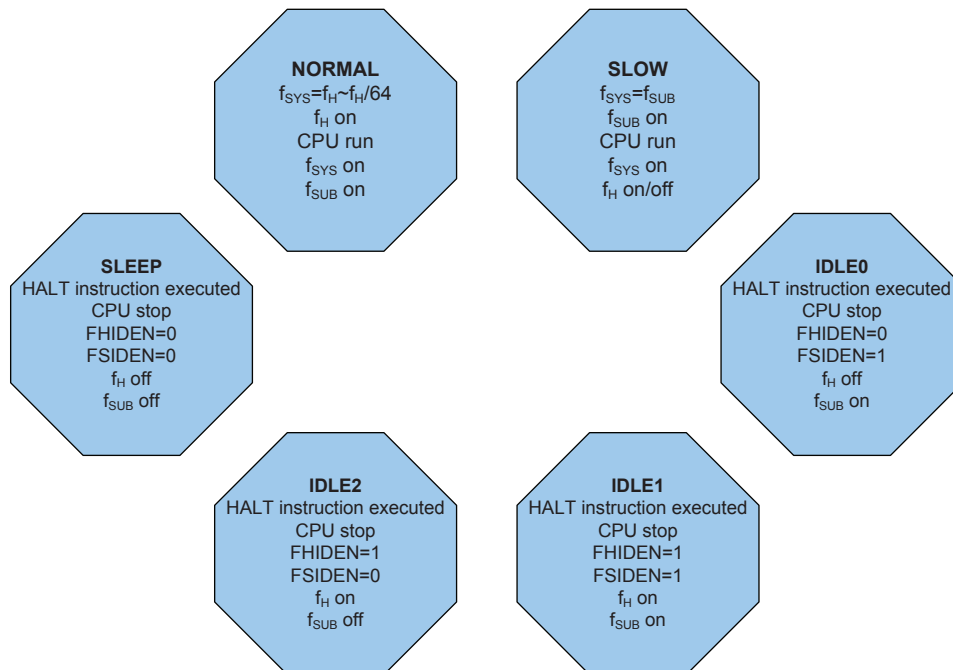 NORMAL
fSYS=fH~fH/64
fH on
CPU run
fSYS on
fSUB on
SLOW
fSYS=fSUB
fSUB on
CPU run
fSYS on
fH on/off
SLEEP
HALT instruction executed
CPU stop
FHIDEN=0
FSIDEN=0
fH off
fSUB off
IDLE0
HALT instruction executed
CPU stop
FHIDEN=0
FSIDEN=1
fH off
fSUB on
IDLE2
HALT instruction executed
CPU stop
FHIDEN=1
FSIDEN=0
fH on
fSUB off
IDLE1
HALT instruction executed
CPU stop
FHIDEN=1
FSIDEN=1
fH on
fSUB on